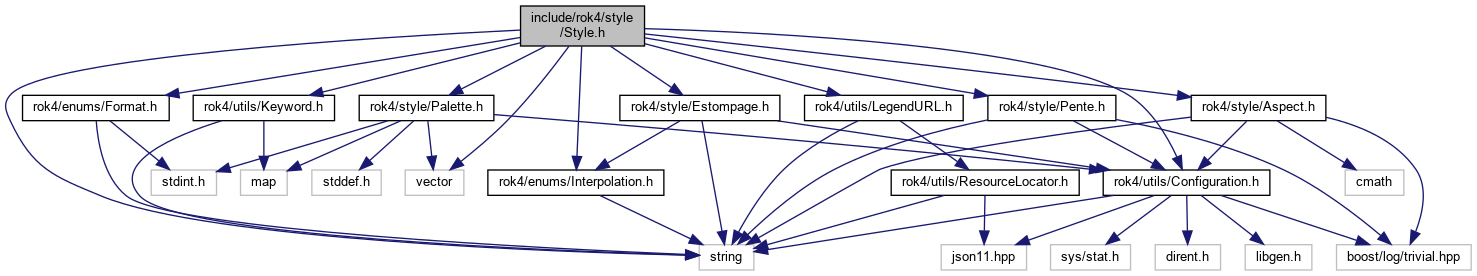 include/rok4/style
/Style.h
rok4/enums/Format.h
rok4/utils/Keyword.h
rok4/style/Palette.h
rok4/style/Estompage.h
rok4/utils/LegendURL.h
rok4/style/Pente.h
rok4/style/Aspect.h
stdint.h
map
stddef.h
vector
rok4/enums/Interpolation.h
rok4/utils/ResourceLocator.h
rok4/utils/Configuration.h
cmath
string
json11.hpp
sys/stat.h
dirent.h
libgen.h
boost/log/trivial.hpp